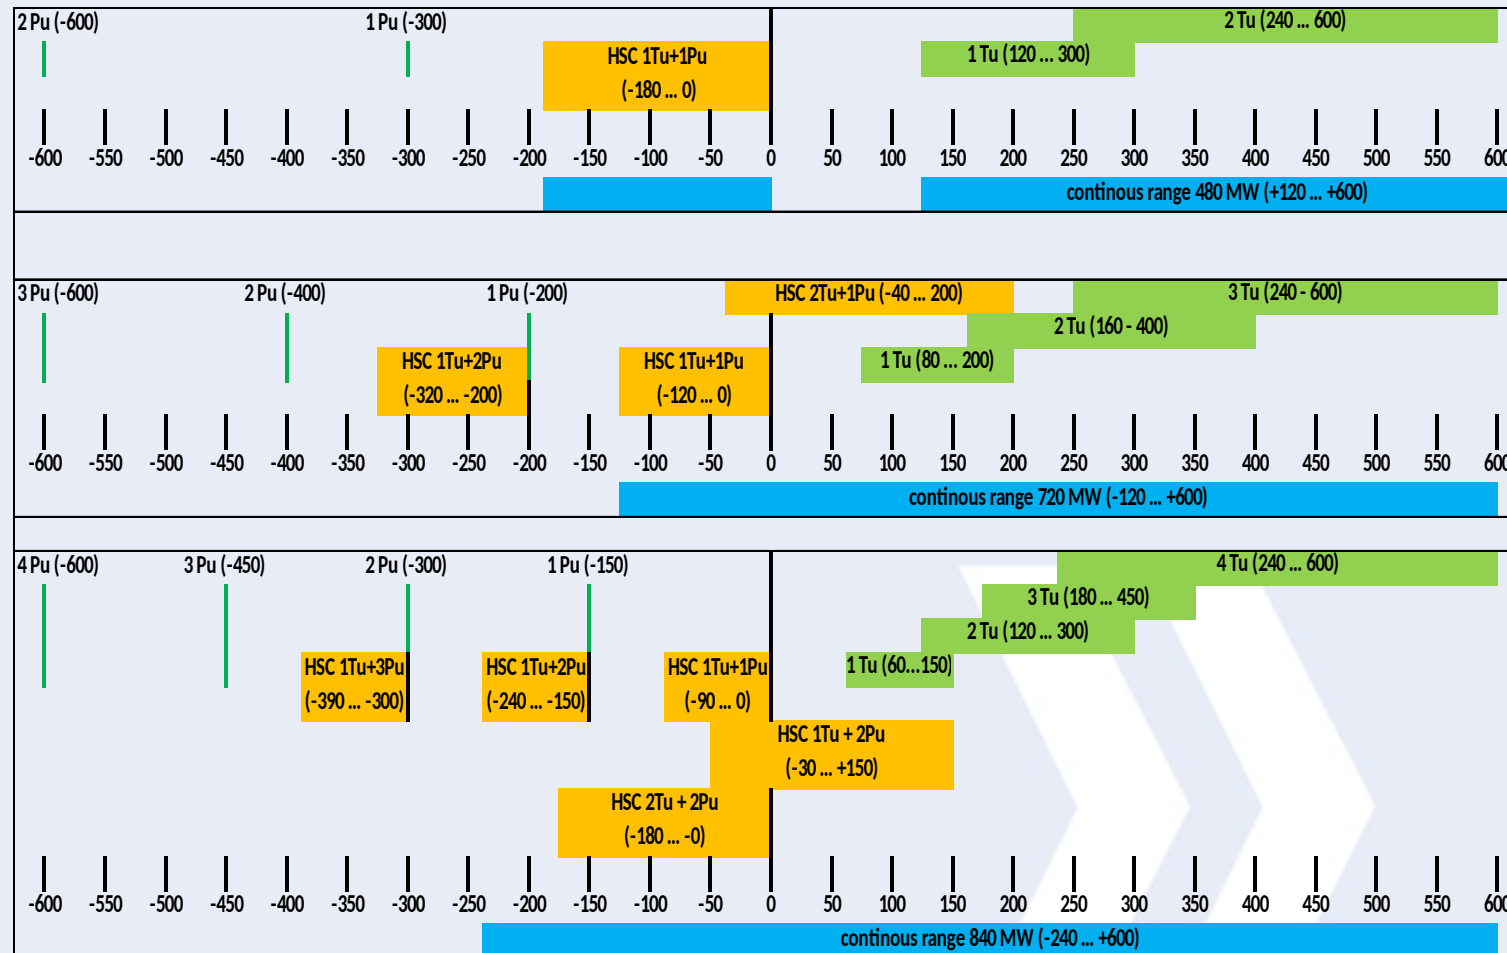 2 Pu (-600)
1 Pu (-300)
2 Tu (240 ... 600)
HSC 1Tu+1Pu
(-180 ... 0)
1 Tu (120 ... 300)
-600 -550 -500 -450 -400 -350 -300 -250 -200 -150 -100 -50 0 50 100 150 200 250 300 350 400 450 500 550 600
continous range 480 MW (+120 ... +600)
3 Pu (-600)
2 Pu (-400)
1 Pu (-200)
HSC 2Tu+1Pu (-40 ... 200)
3 Tu (240 - 600)
2 Tu (160 - 400)
HSC 1Tu+2Pu
(-320 ... -200)
HSC 1Tu+1Pu
(-120 ... 0)
1 Tu (80 ... 200)
-600 -550 -500 -450 -400 -350 -300 -250 -200 -150 -100 -50 0 50 100 150 200 250 300 350 400 450 500 550 600
continous range 720 MW (-120 ... +600)
4 Pu (-600)
3 Pu (-450)
2 Pu (-300)
1 Pu (-150)
4 Tu (240 ... 600)
3 Tu (180 ... 450)
2 Tu (120 ... 300)
HSC 1Tu+3Pu
(-390 ... -300)
HSC 1Tu+2Pu
(-240 ... -150)
HSC 1Tu+1Pu
(-90 ... 0)
1 Tu (60...150)
HSC 1Tu + 2Pu
(-30 ... +150)
HSC 2Tu + 2Pu
(-180 ... -0)
-600 -550 -500 -450 -400 -350 -300 -250 -200 -150 -100 -50 0 50 100 150 200 250 300 350 400 450 500 550 600
continous range 840 MW (-240 ... +600)